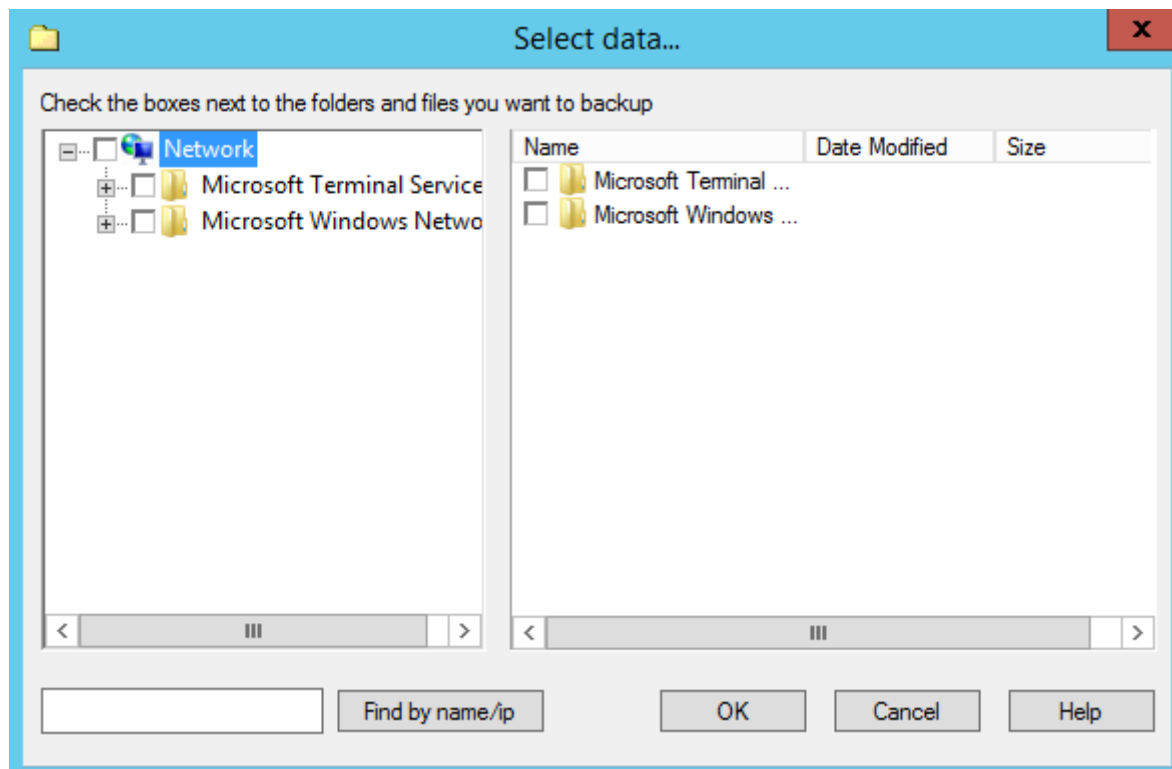 Select data...
x
Check the boxes next to the folders and files you want to backup
Network
Microsoft Terminal Service
Microsoft Windows Netwo
Name Date Modified Size
Microsoft Terminal ...
Microsoft Windows ...
Find by name/ip OK Cancel Help